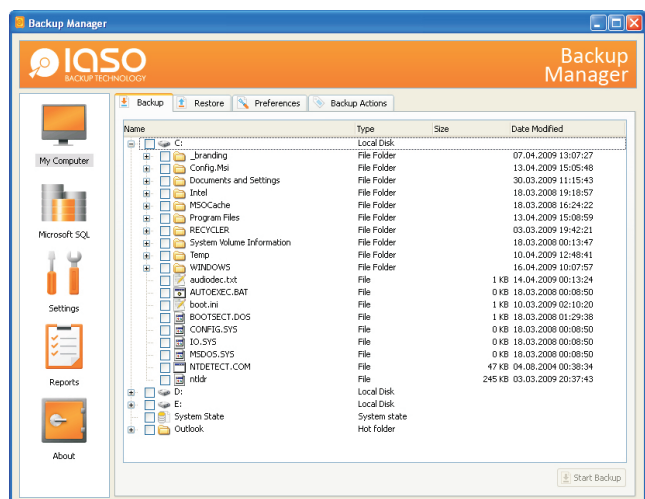 Backup Manager
IASO
BACKUP TECHNOLOGY
Backup
Manager
Backup Restore Preferences Backup Actions
Name Type Size Date Modified
C: Local Disk
_branding File Folder 07.04.2009 13:07:27
Config.Msi File Folder 13.04.2009 15:05:48
Documents and Settings File Folder 30.03.2009 11:15:43
Intel File Folder 18.03.2008 19:18:57
MSOCache File Folder 18.03.2008 16:24:22
Program Files File Folder 13.04.2009 15:08:59
RECYCLER File Folder 03.03.2009 19:42:21
System Volume Information File Folder 18.03.2008 00:13:47
Temp File Folder 10.04.2009 12:48:41
WINDOWS File Folder 16.04.2009 10:07:57
audiodec.txt File 1 KB 14.04.2009 00:13:24
AUTOEXEC.BAT File 0 KB 18.03.2008 00:08:50
boot.ini File 1 KB 10.03.2009 02:10:20
BOOTSECT.DOS File 1 KB 18.03.2008 01:29:38
CONFIG.SYS File 0 KB 18.03.2008 00:08:50
IO.SYS File 0 KB 18.03.2008 00:08:50
MSDOS.SYS File 0 KB 18.03.2008 00:08:50
NTDETECT.COM File 47 KB 04.08.2004 00:38:34
ntldr File 245 KB 03.03.2009 20:37:43
D: Local Disk
E: Local Disk
System State System state
Outlook Hot folder
My Computer
Microsoft SQL
Settings
Reports
About
Start Backup